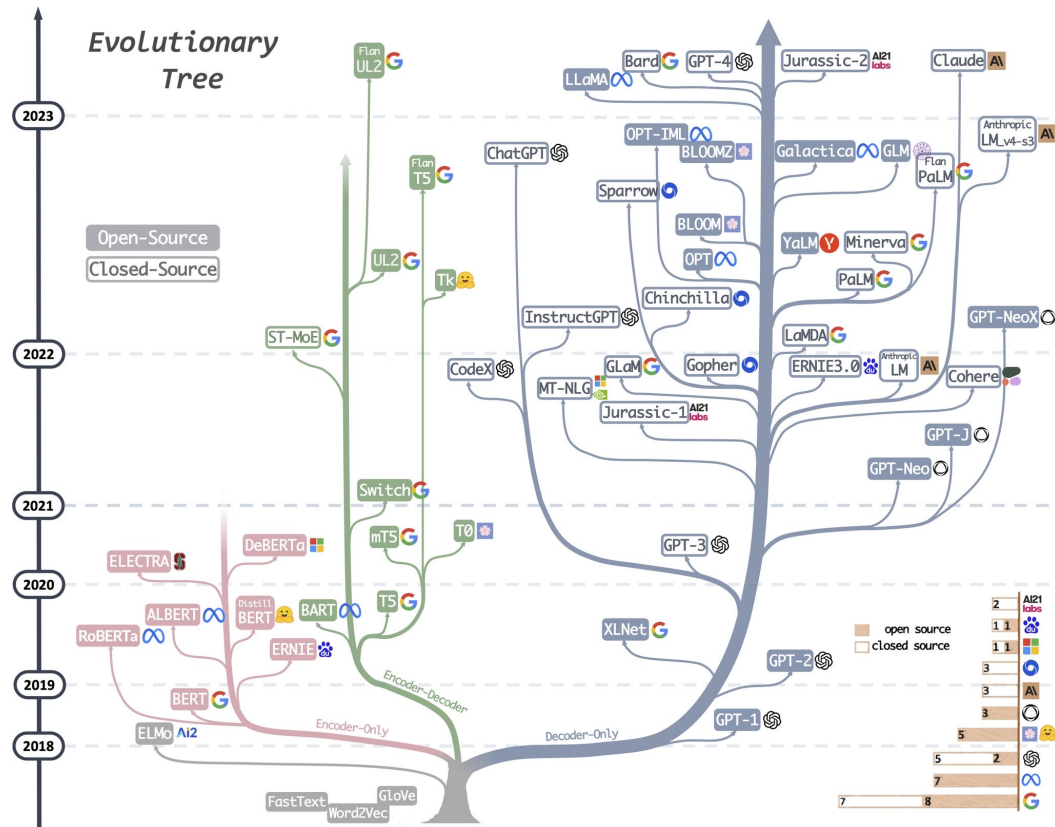 Evolutionary
Tree
2023
2022
2021
2020
2019
2018
Open-Source
Closed-Source
Flan
UL2
Flan
T5
UL2
Tk
ST-MoE
Switch
mT5
T0
BART
T5
Encoder-Decoder
DeBERTa
ELECTRA
ALBERT
Distill
BERT
RoBERTa
ERNIE
BERT
Encoder-Only
ELMo
Ai2
FastText
Word2Vec
GloVe
Decoder-Only
LLaMA
Bard
GPT-4
Jurassic-2
AI21
labs
Claude
A\
ChatGPT
OPT-IML
BLOOMZ
Galactica
GLM
Flan
PaLM
Anthropic
LM_v4-s3
A\
Sparrow
BLOOM
OPT
YaLM
Y
Minerva
PaLM
Chinchilla
InstructGPT
GPT-NeoX
LaMDA
CodeX
GLaM
Gopher
ERNIE3.0
Anthropic
LM
A\
Cohere
MT-NLG
Jurassic-1
AI21
labs
GPT-J
GPT-Neo
GPT-3
XLNet
GPT-2
GPT-1
open source
closed source
2
AI21
labs
1 1
1 1
3
3
A\
3
5
5 2
7
7 8